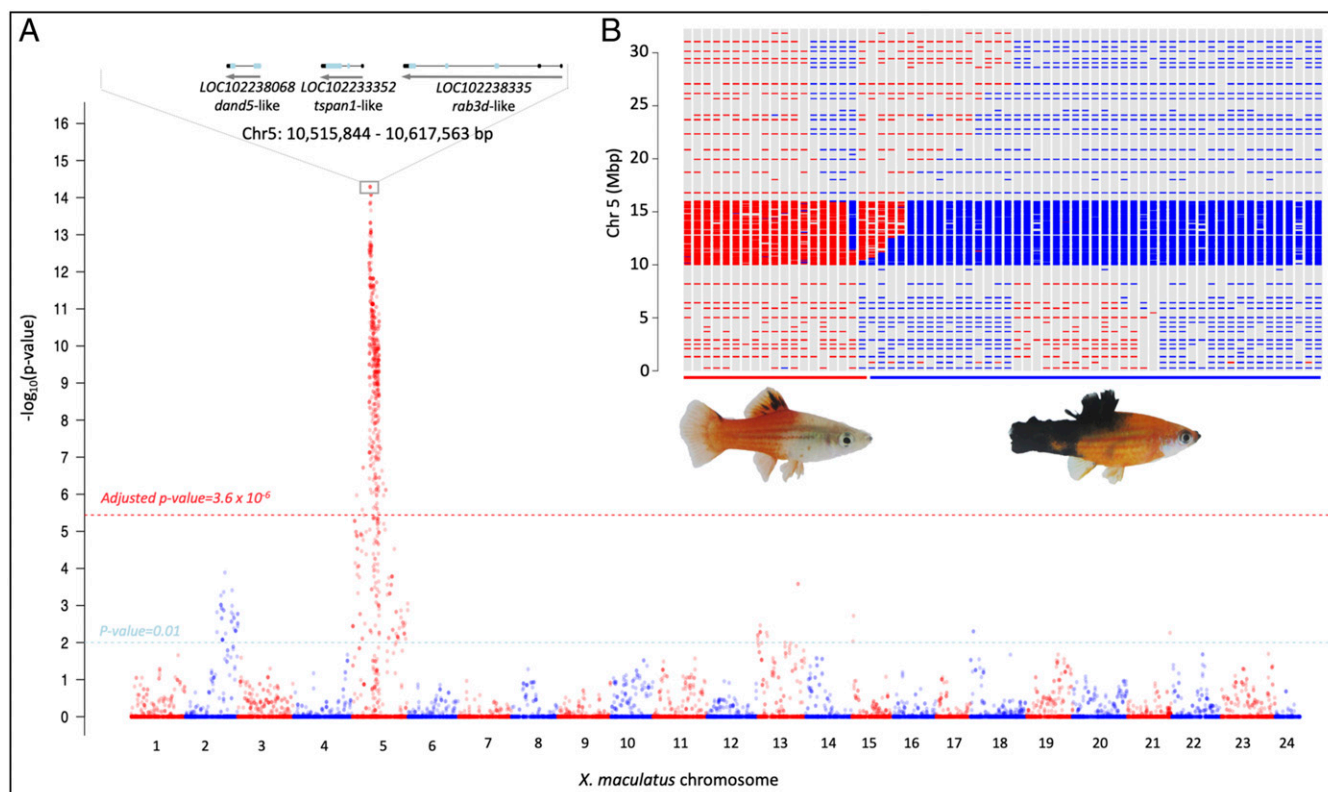 A
LOC102238068
dand5-like
LOC102233352
tspan1-like
LOC102238335
rab3d-like
Chr5: 10,515,844 - 10,617,563 bp
-log10(p-value)
16
15
14
13
12
11
10
9
8
7
6
5
4
3
2
1
0
Adjusted p-value=3.6 x 10-6
P-value=0.01
1 2 3 4 5 6 7 8 9 10 11 12 13 14 15 16 17 18 19 20 21 22 23 24
X. maculatus chromosome
B
Chr 5 (Mbp)
30
25
20
15
10
5
0